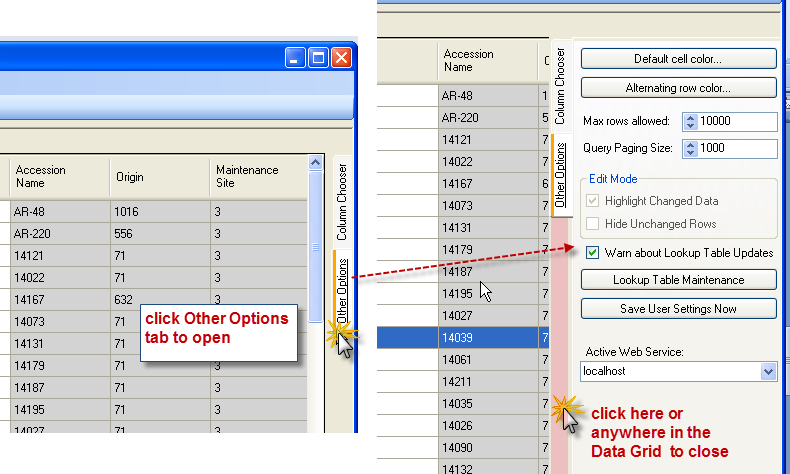 Accession
Name
Origin
Maintenance
Site
AR-48 1016 3
AR-220 556 3
14121 71 3
14022 71 3
14167 632 3
14073 71
14131 71
14179 71 3
14187 71 3
14195 71 3
14027 71 3
Column Chooser
Other Options
click Other Options
tab to open
Accession
Name
AR-48 1
AR-220 5
14121 7
14022 7
14167 6
14073 7
14131 7
14179 7
14187 7
14195 7
14027 7
14039 7
14061 7
14211 7
14035 7
14026 7
14090 7
14132 7
Column Chooser
Other Options
Default cell color...
Alternating row color...
Max rows allowed: 10000
Query Paging Size: 1000
Edit Mode
Highlight Changed Data
Hide Unchanged Rows
Warn about Lookup Table Updates
Lookup Table Maintenance
Save User Settings Now
Active Web Service:
localhost
click here or
anywhere in the
Data Grid to close